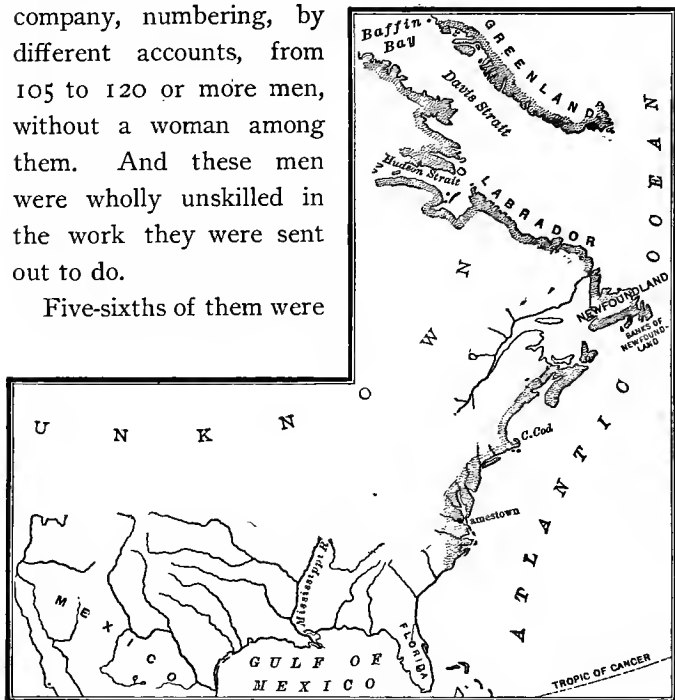 company, numbering, by
different accounts, from
105 to 120 or more men,
without a woman among
them. And these men
were wholly unskilled in
the work they were sent
out to do.
Five-sixths of them were
Baffin
Bay
GREENLAND
Davis Strait
Hudson Strait
LABRADOR
NEWFOUNDLAND
BANKS OF
NEWFOUND-
LAND
UNKNOWN
C. Cod
Jamestown
ATLANTIC OCEAN
Mississippi R.
MEXICO
FLORIDA
GULF OF
MEXICO
TROPIC OF CANCER